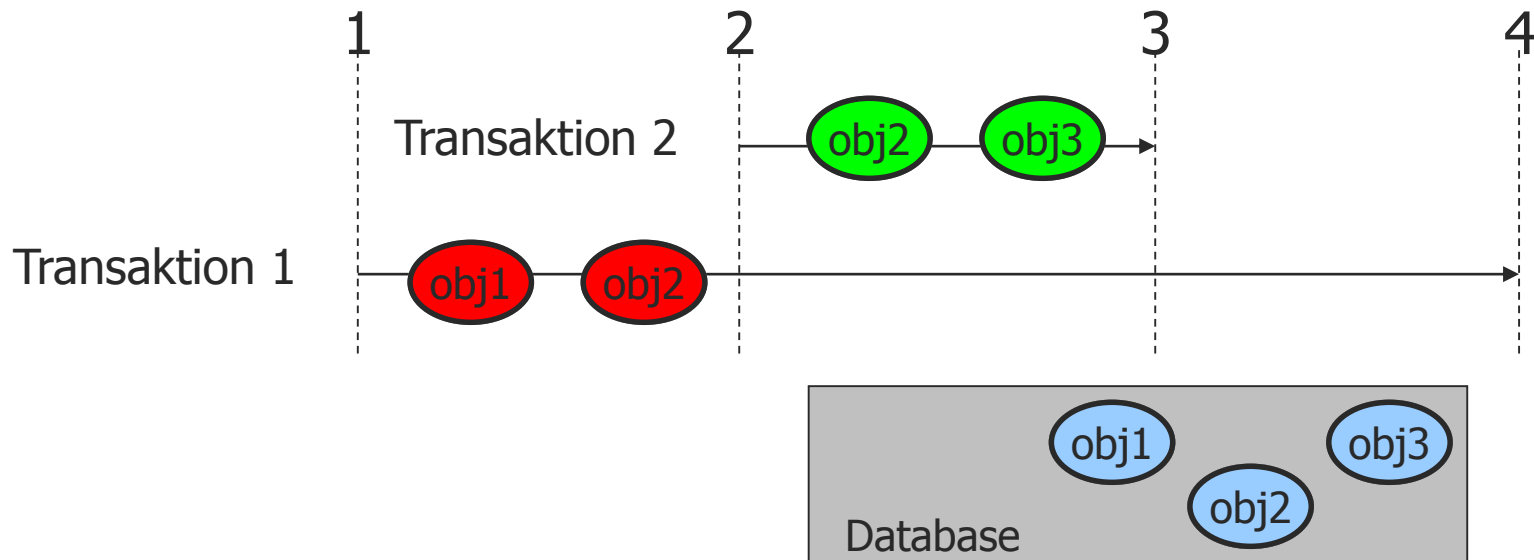 1 2 3 4
Transaktion 2 obj2 obj3
Transaktion 1 obj1 obj2
obj1 obj3
obj2
Database